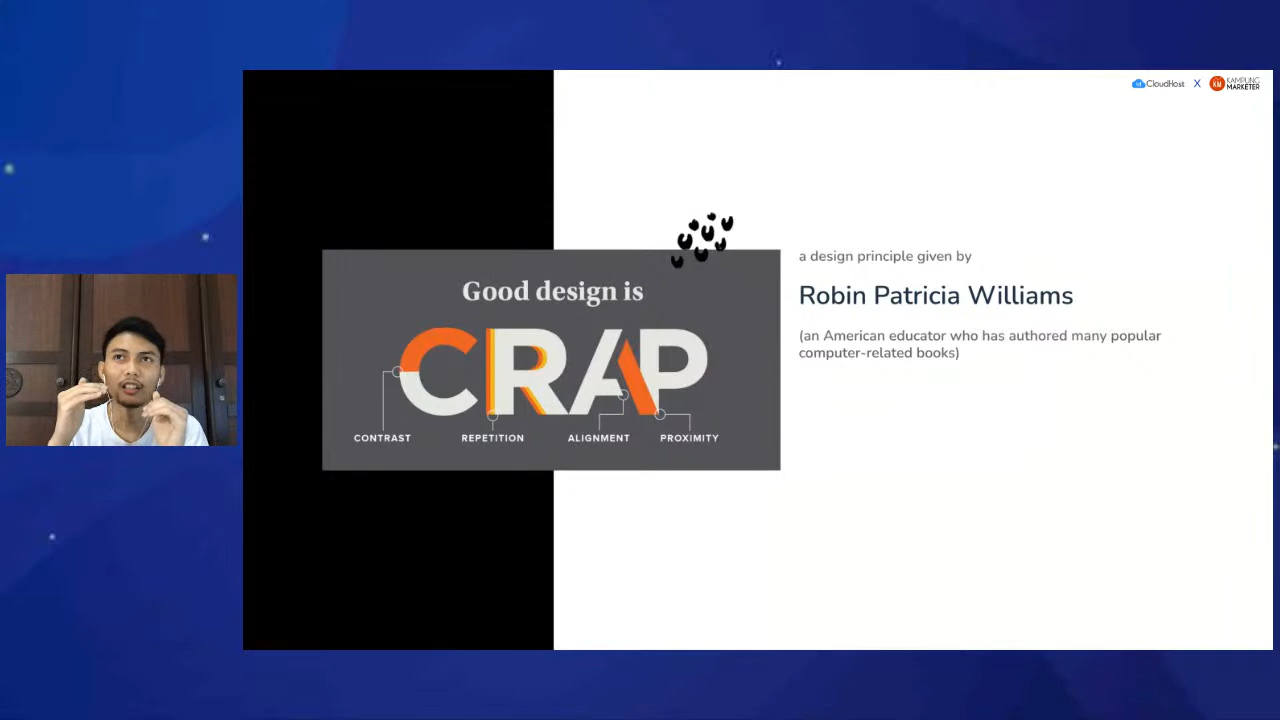 CloudHost X KAMPUNG MARKETER
Good design is
CRAP
CONTRAST REPETITION ALIGNMENT PROXIMITY
a design principle given by
Robin Patricia Williams
(an American educator who has authored many popular
computer-related books)